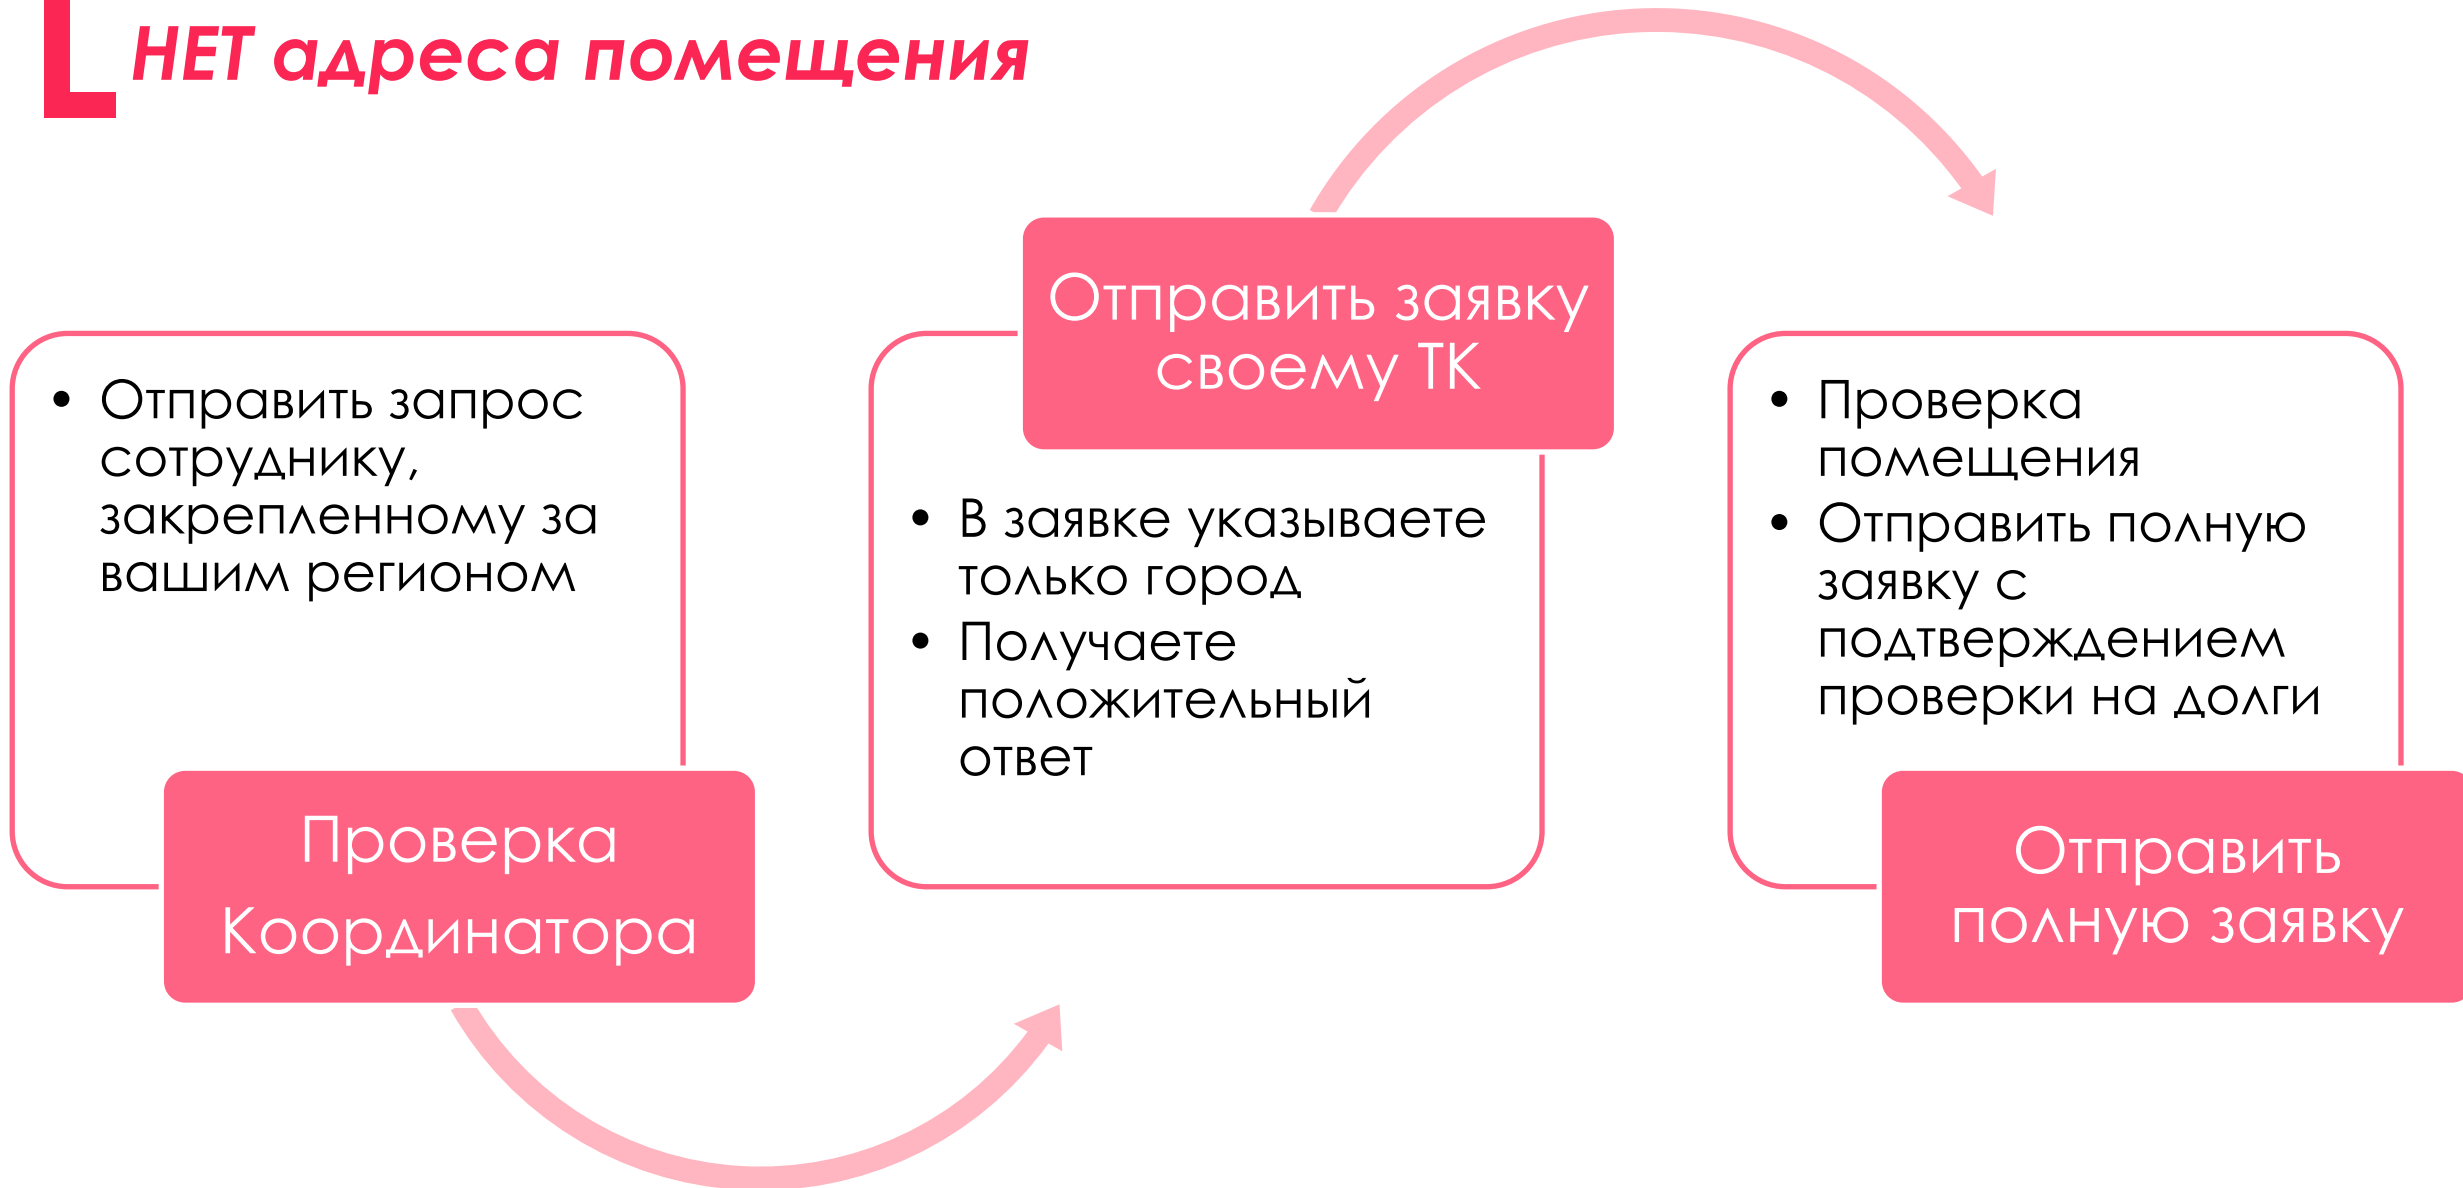 НЕТ адреса помещения
• Отправить запрос
сотруднику,
закрепленному за
вашим регионом
Проверка
Координатора
Отправить заявку
своему ТК
• В заявке указываете
только город
• Получаете
положительный
ответ
• Проверка
помещения
• Отправить полную
заявку с
подтверждением
проверки на долги
Отправить
полную заявку